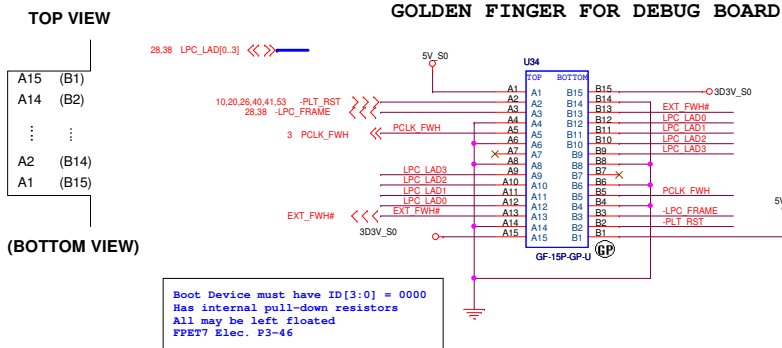 GOLDEN FINGER FOR DEBUG BOARD
TOP VIEW
A15 (B1)
A14 (B2)
A2 (B14)
A1 (B15)
(BOTTOM VIEW)
28,38 LPC_LAD[0..3]
5V_S0
U34
TOP BOTTOM
A1 A1 B15 B15 3D3V_S0
10,20,26,40,41,53 -PLT_RST A2 A2 B14 B14
28,38 -LPC_FRAME A3 A3 B13 B13 EXT_FWH#
A4 A4 B12 B12 LPC_LAD0
3 PCLK_FWH PCLK_FWH A5 A5 B11 B11 LPC_LAD1
A6 A6 B10 B10 LPC_LAD2
A7 A7 B9 B9 LPC_LAD3
A8 A8 B8 B8
LPC_LAD3 A9 A9 B7 B7
LPC_LAD2 A10 A10 B6 B6
LPC_LAD1 A11 A11 B5 B5 PCLK_FWH
LPC_LAD0 A12 A12 B4 B4
EXT_FWH# EXT_FWH# A13 A13 B3 B3 -LPC_FRAME
3D3V_S0 A14 A14 B2 B2 -PLT_RST
A15 A15 B1 B1
GF-15P-GP-U
GP
Boot Device must have ID[3:0] = 0000
Has internal pull-down resistors
All may be left floated
FPET7 Elec. P3-46